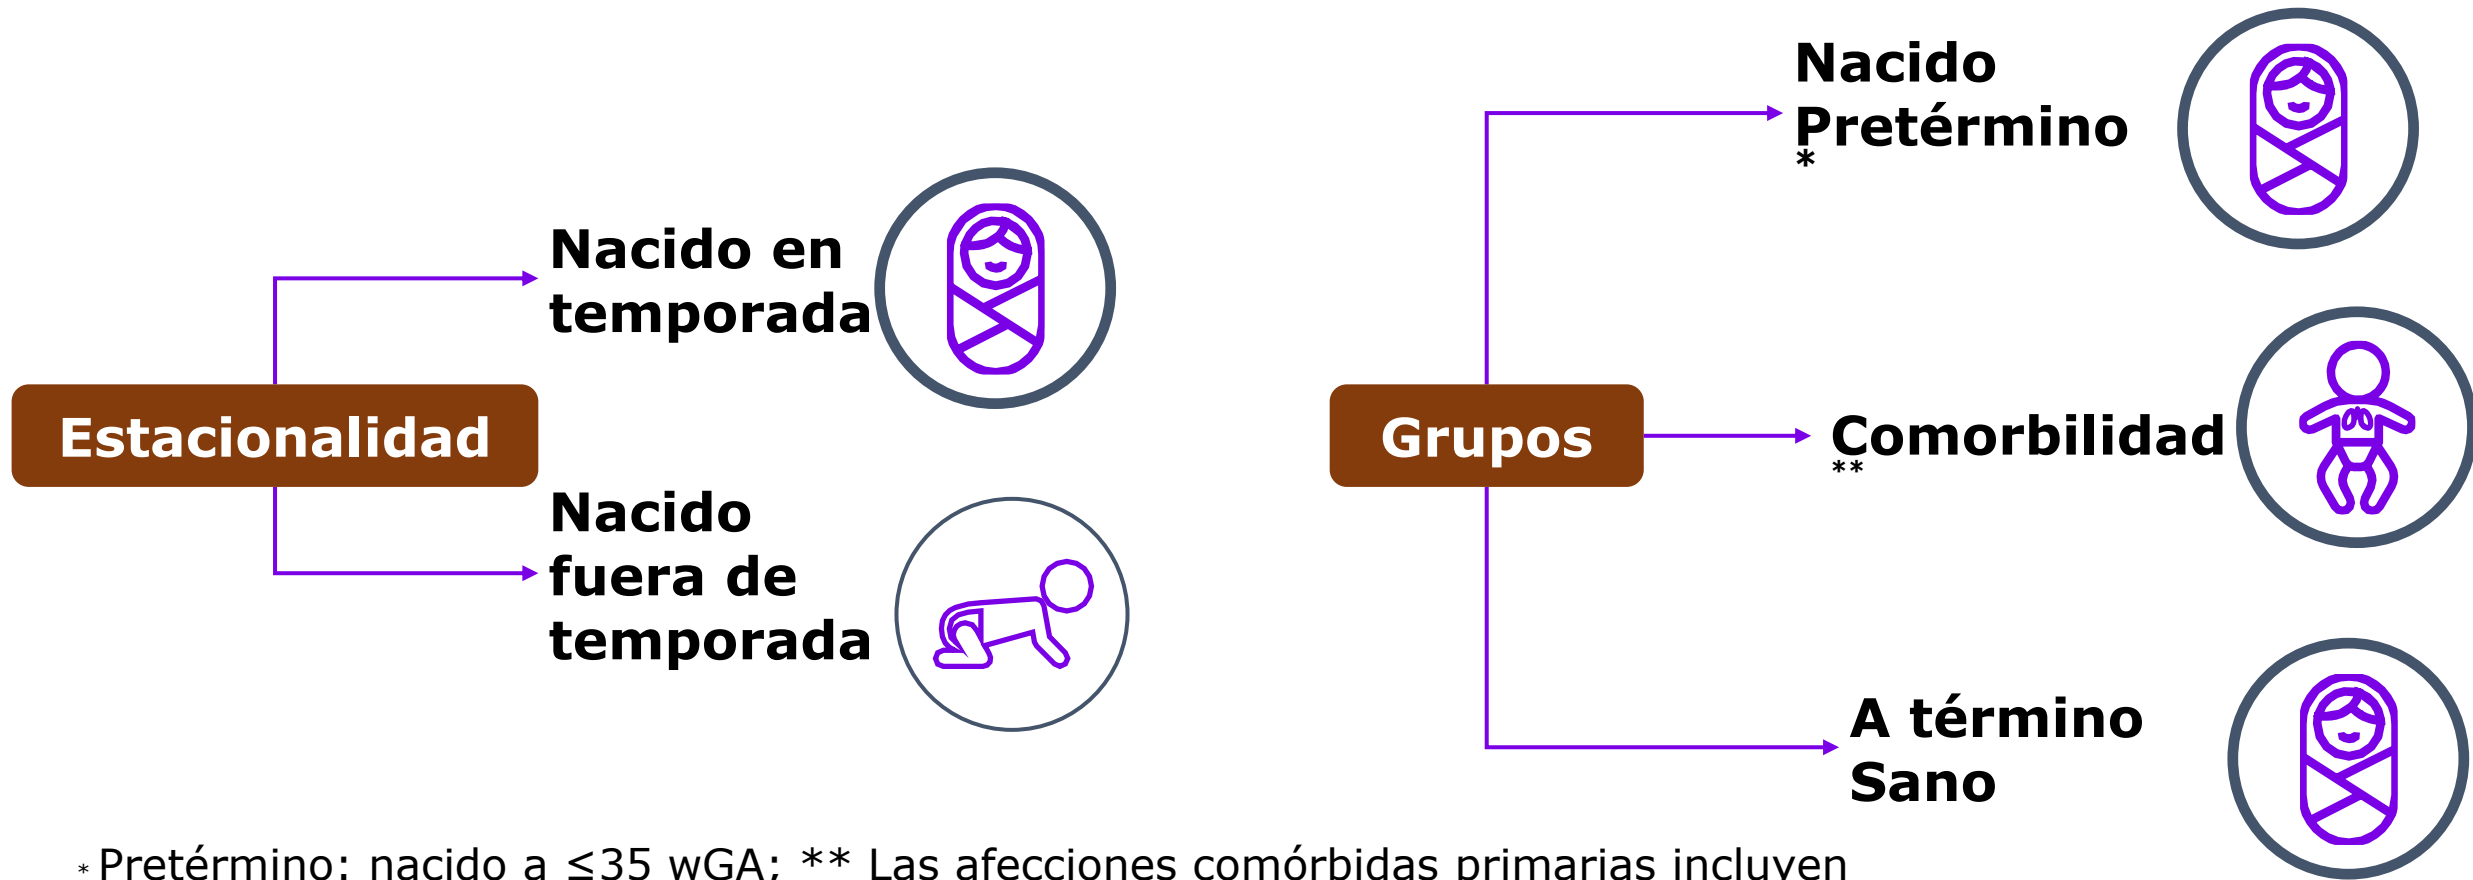 Estacionalidad
Nacido en
temporada
Nacido
fuera de
temporada
Grupos
Nacido
Pretérmino
*
Comorbilidad
**
A término
Sano
* Pretérmino: nacido a ≤35 wGA; ** Las afecciones comórbidas primarias incluyen